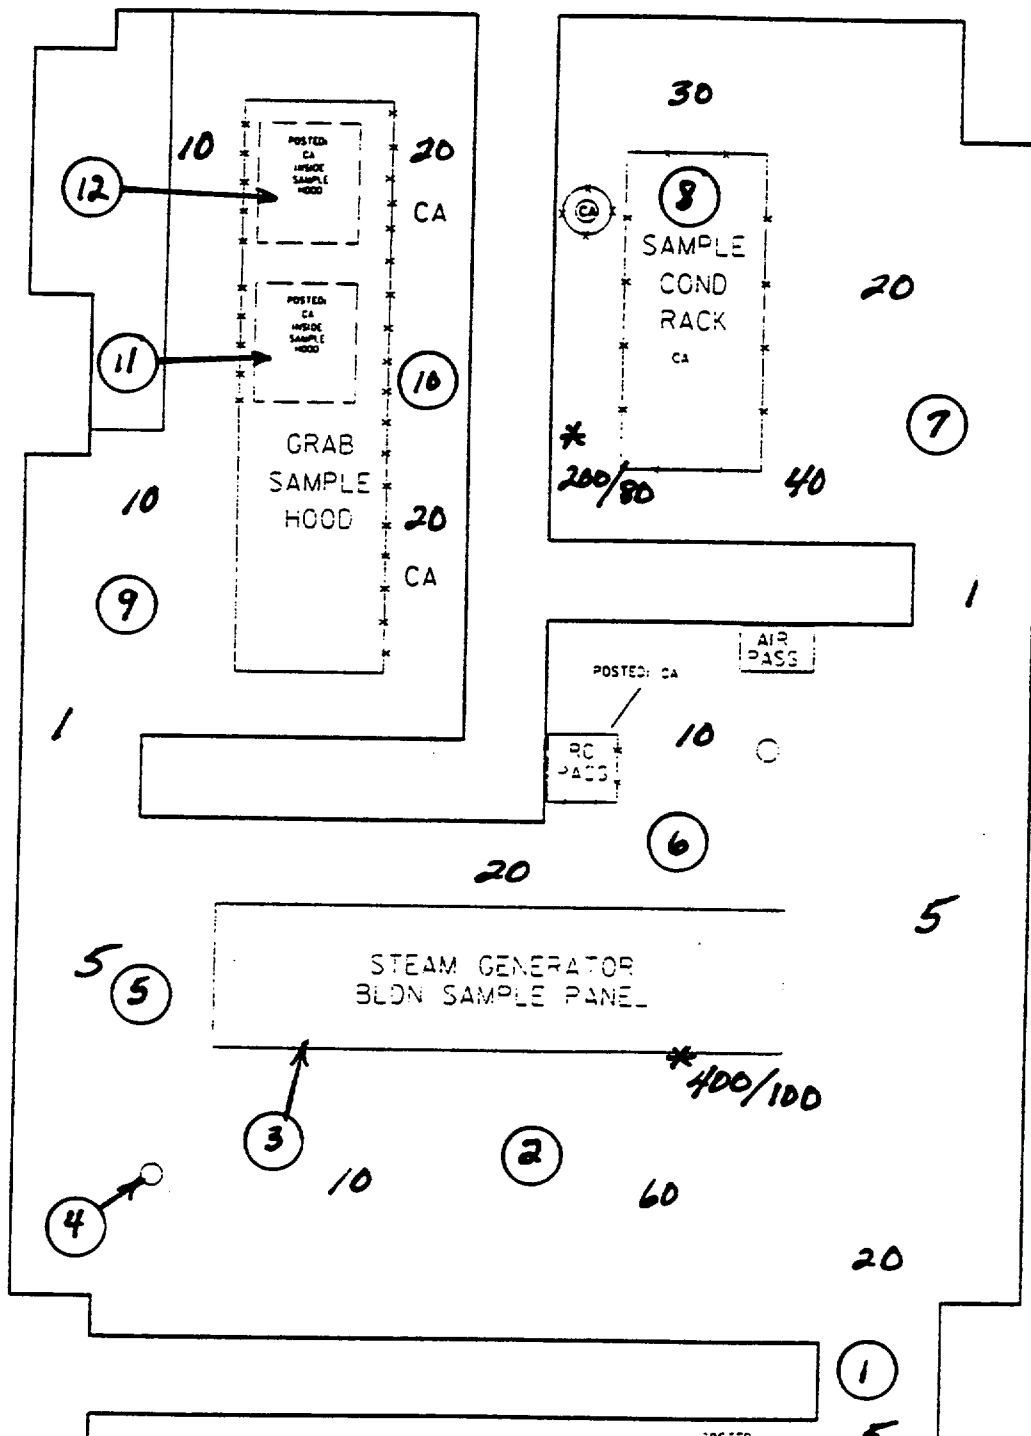 30
10
POSTED:
CA
INSIDE
SAMPLE
HOOD
20
12
CA
8
CA
SAMPLE
COND
RACK
CA
20
POSTED:
CA
INSIDE
SAMPLE
HOOD
11
10
7
GRAB
SAMPLE
HOOD
*
200/80
40
10
20
CA
9
1
AIR
PASS
POSTED: CA
1
10
RC
PASS
6
20
5
5
5
STEAM GENERATOR
BLDN SAMPLE PANEL
*
400/100
3
2
10
60
4
20
1
5